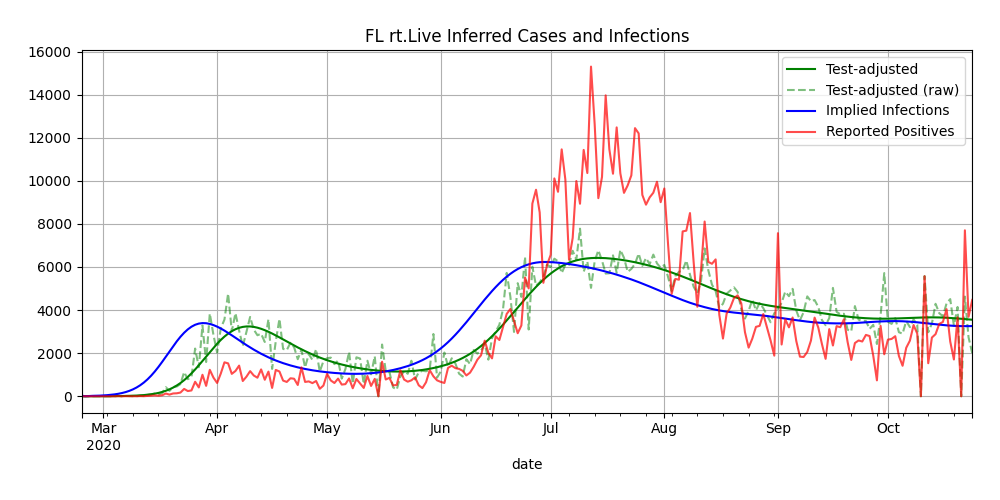 FL rt.Live Inferred Cases and Infections
16000
14000
12000
10000
8000
6000
4000
2000
0
Test-adjusted
Test-adjusted (raw)
Implied Infections
Reported Positives
Mar Apr May Jun Jul Aug Sep Oct
2020
date